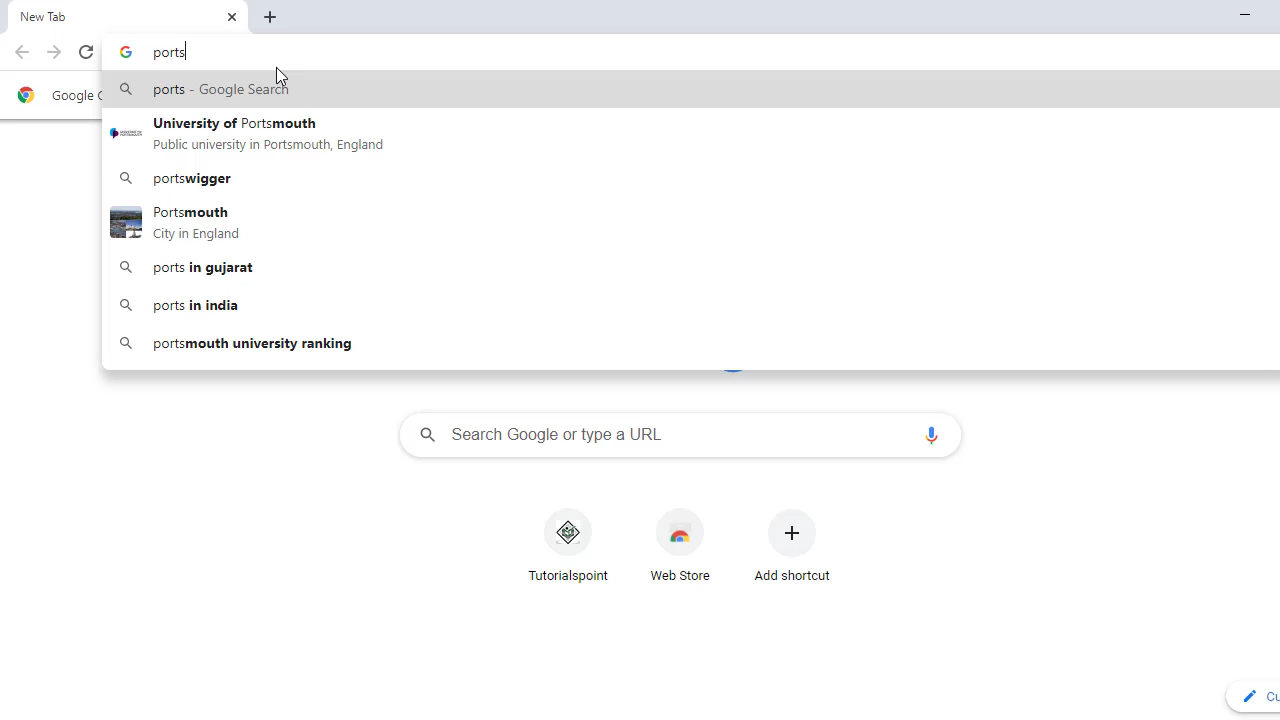 New Tab
ports
Google C
ports - Google Search
University of Portsmouth
Public university in Portsmouth, England
portswigger
Portsmouth
City in England
ports in gujarat
ports in india
portsmouth university ranking
Search Google or type a URL
Tutorialspoint
Web Store
Add shortcut
Cu